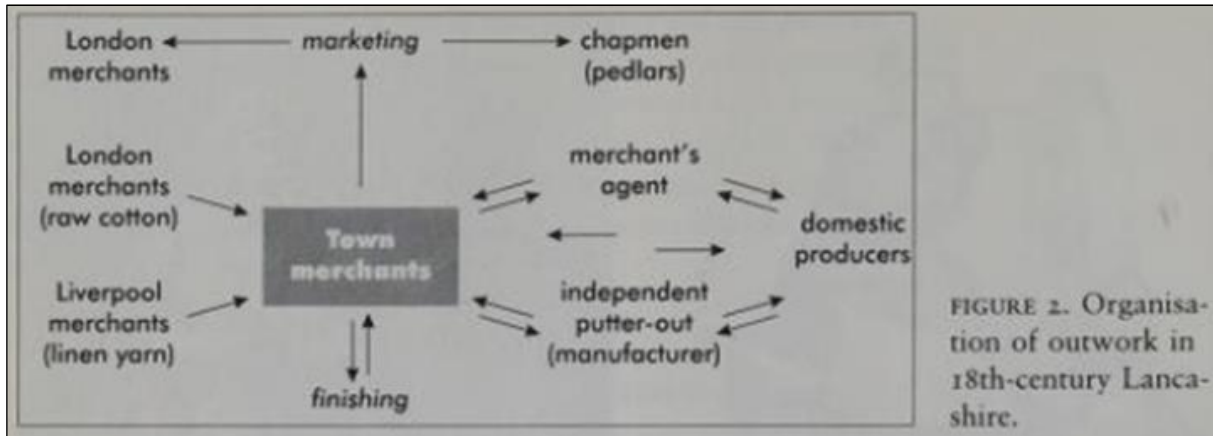 London
merchants
marketing
chapmen
(pedlars)
London
merchants
(raw cotton)
merchant's
agent
Town
merchants
domestic
producers
Liverpool
merchants
(linen yarn)
independent
putter-out
(manufacturer)
finishing
FIGURE 2. Organisa-
tion of outwork in
18th-century Lanca-
shire.